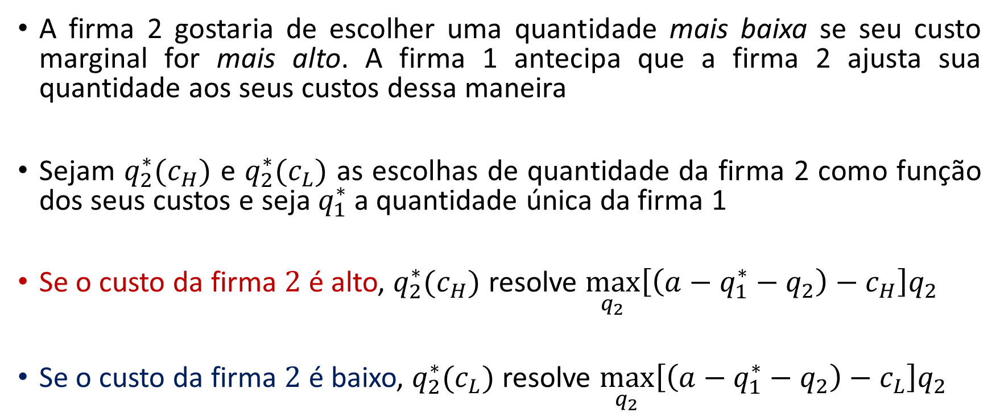 • A firma 2 gostaria de escolher uma quantidade mais baixa se seu custo
marginal for mais alto. A firma 1 antecipa que a firma 2 ajusta sua
quantidade aos seus custos dessa maneira
• Sejam $q_2^*(c_H)$ e $q_2^*(c_L)$ as escolhas de quantidade da firma 2 como função
dos seus custos e seja $q_1^*$ a quantidade única da firma 1
• Se o custo da firma 2 é alto, $q_2^*(c_H)$ resolve $\max_{q_2}[(a - q_1^* - q_2) - c_H]q_2$
• Se o custo da firma 2 é baixo, $q_2^*(c_L)$ resolve $\max_{q_2}[(a - q_1^* - q_2) - c_L]q_2$